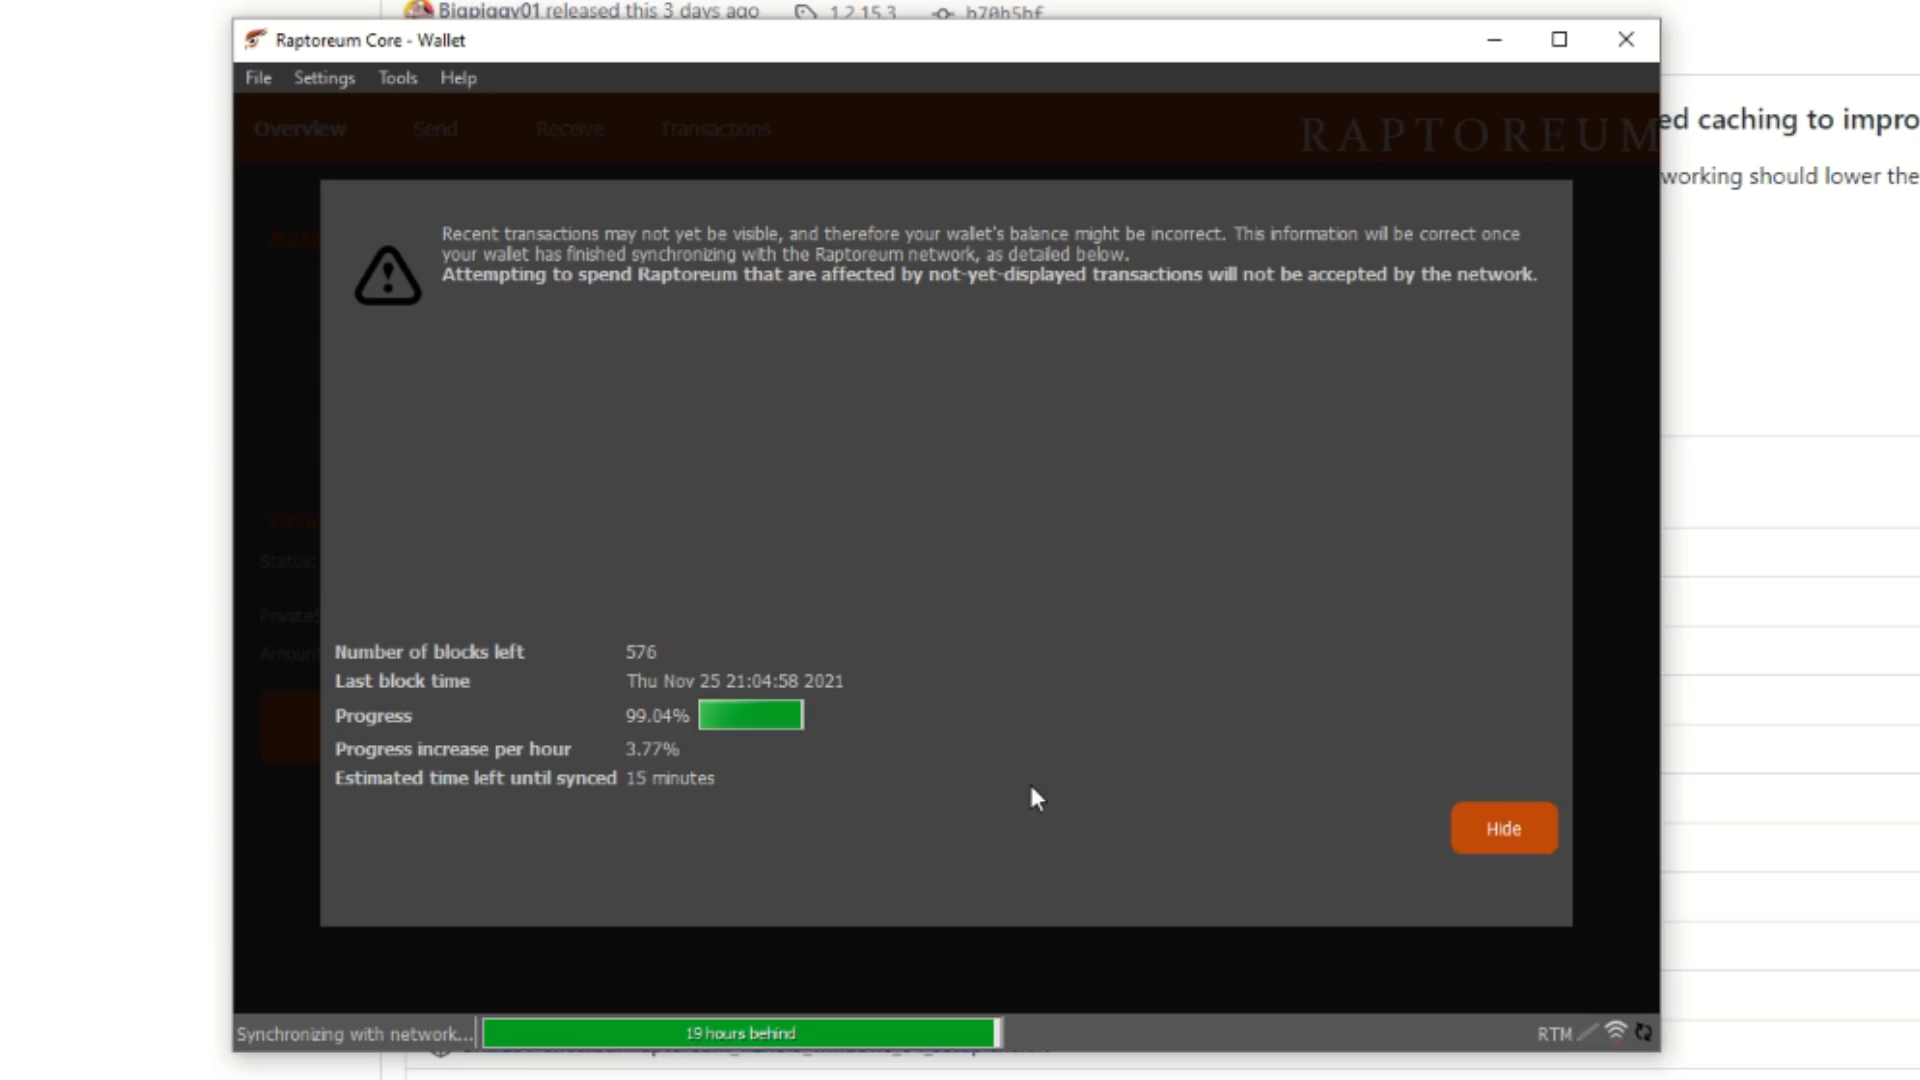 Bigpiggy01 released this 3 days ago 1.2.15.3 b70b5bf
Raptoreum Core - Wallet
File Settings Tools Help
Overview Send Receive Transactions RAPTOREUM
ed caching to impro
working should lower the
Recent transactions may not yet be visible, and therefore your wallet's balance might be incorrect. This information will be correct once
your wallet has finished synchronizing with the Raptoreum network, as detailed below.
Attempting to spend Raptoreum that are affected by not-yet-displayed transactions will not be accepted by the network.
Status:
PrivateS
Amount
Number of blocks left 576
Last block time Thu Nov 25 21:04:58 2021
Progress 99.04%
Progress increase per hour 3.77%
Estimated time left until synced 15 minutes
Hide
Synchronizing with network... 19 hours behind RTM